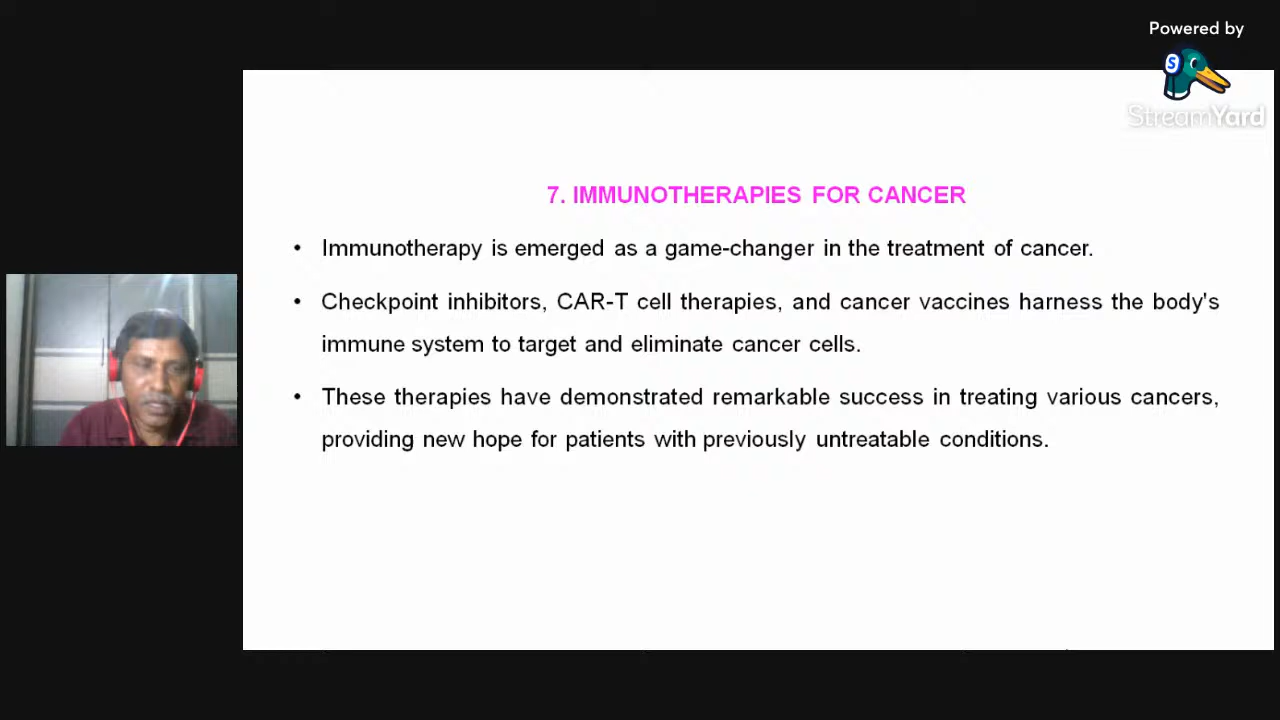 Powered by
StreamYard
7. IMMUNOTHERAPIES FOR CANCER
• Immunotherapy is emerged as a game-changer in the treatment of cancer.
• Checkpoint inhibitors, CAR-T cell therapies, and cancer vaccines harness the body's
immune system to target and eliminate cancer cells.
• These therapies have demonstrated remarkable success in treating various cancers,
providing new hope for patients with previously untreatable conditions.